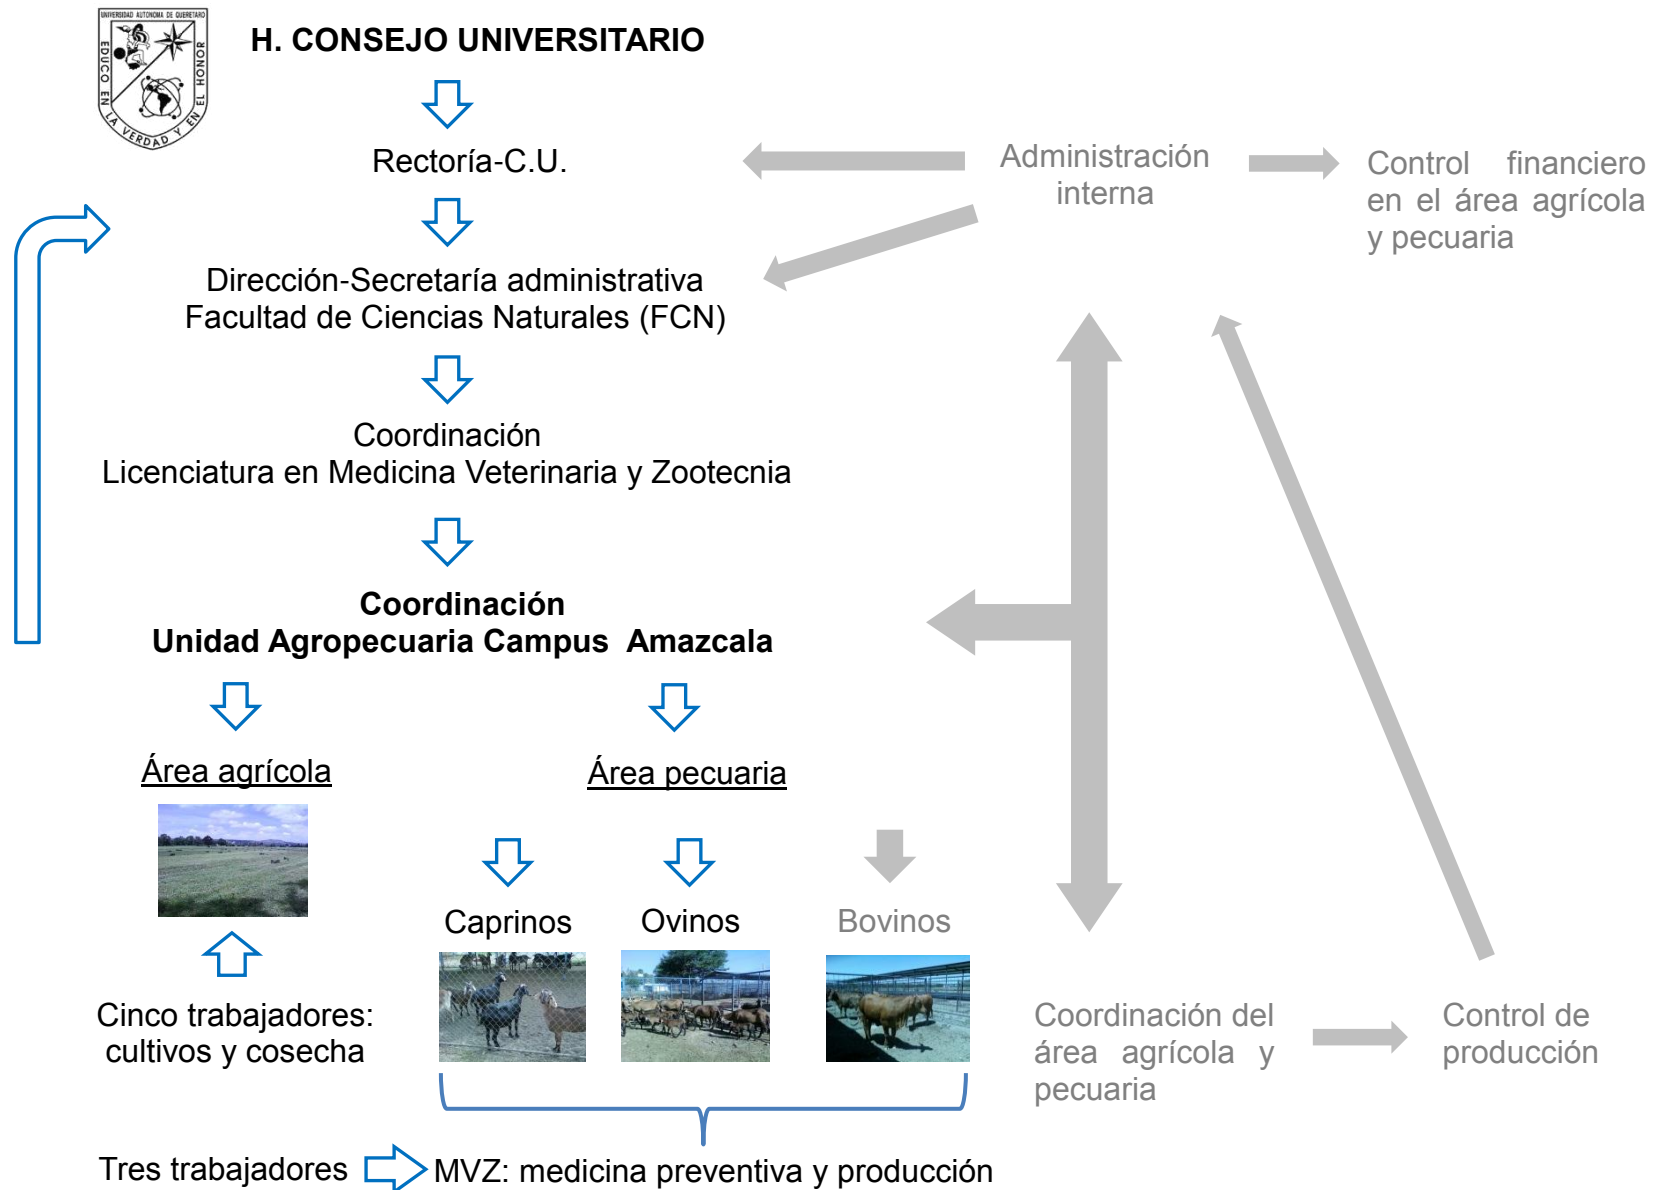 UNIVERSIDAD AUTONOMA DE QUERETARO
EDUCO EN LA VERDAD Y EN EL HONOR
H. CONSEJO UNIVERSITARIO
Rectoría-C.U.
Administración
interna
Control financiero
en el área agrícola
y pecuaria
Dirección-Secretaría administrativa
Facultad de Ciencias Naturales (FCN)
Coordinación
Licenciatura en Medicina Veterinaria y Zootecnia
Coordinación
Unidad Agropecuaria Campus Amazcala
Área agrícola
Área pecuaria
Caprinos
Ovinos
Bovinos
Cinco trabajadores:
cultivos y cosecha
Coordinación del
área agrícola y
pecuaria
Control de
producción
Tres trabajadores
MVZ: medicina preventiva y producción